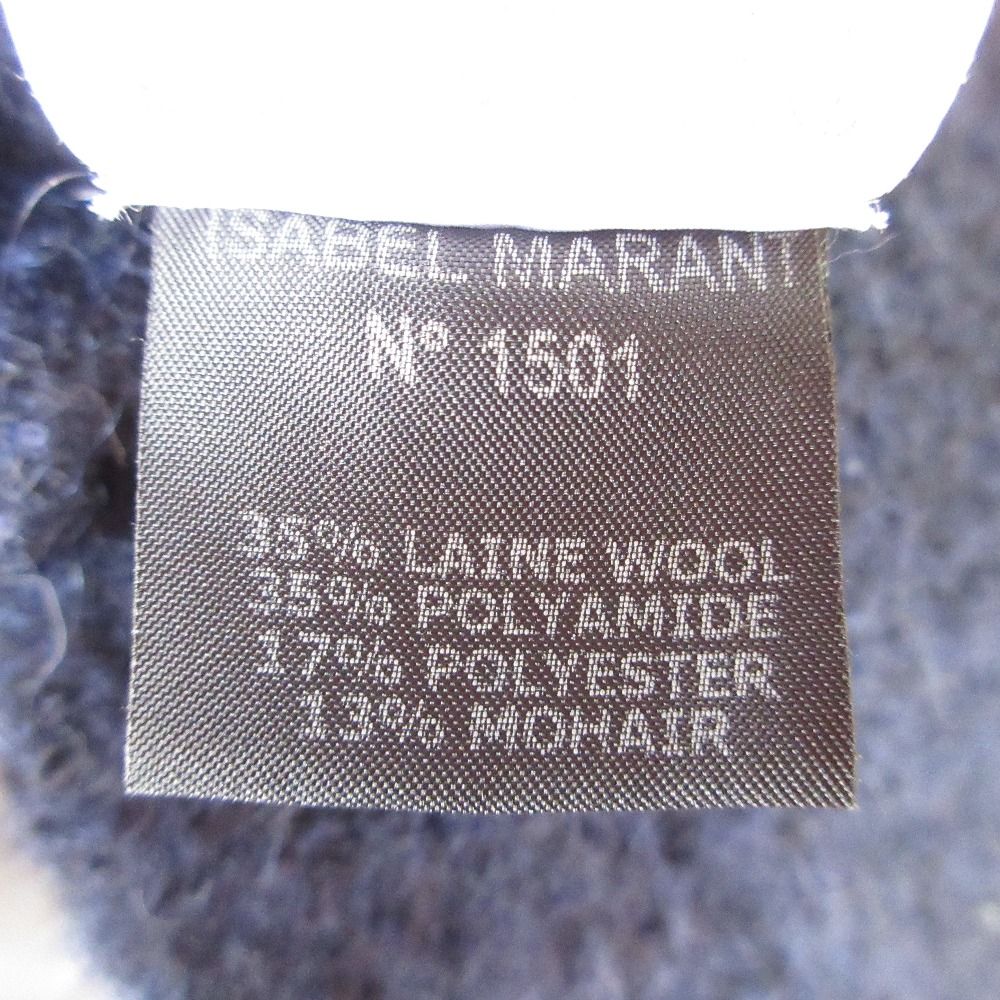 ISABEL MARANT
N° 1501
35% LAINE WOOL
35% POLYAMIDE
17% POLYESTER
13% MOHAIR